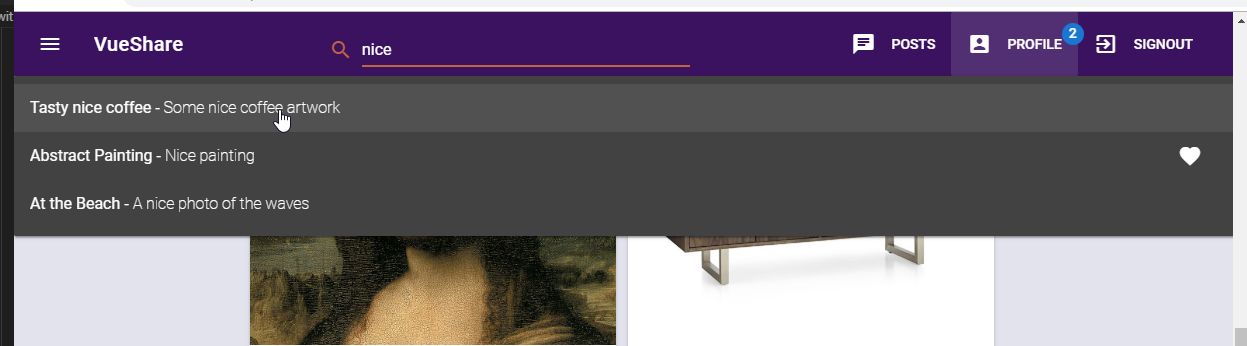 wit
VueShare
nice
POSTS
PROFILE 2
SIGNOUT
Tasty nice coffee - Some nice coffee artwork
Abstract Painting - Nice painting
At the Beach - A nice photo of the waves